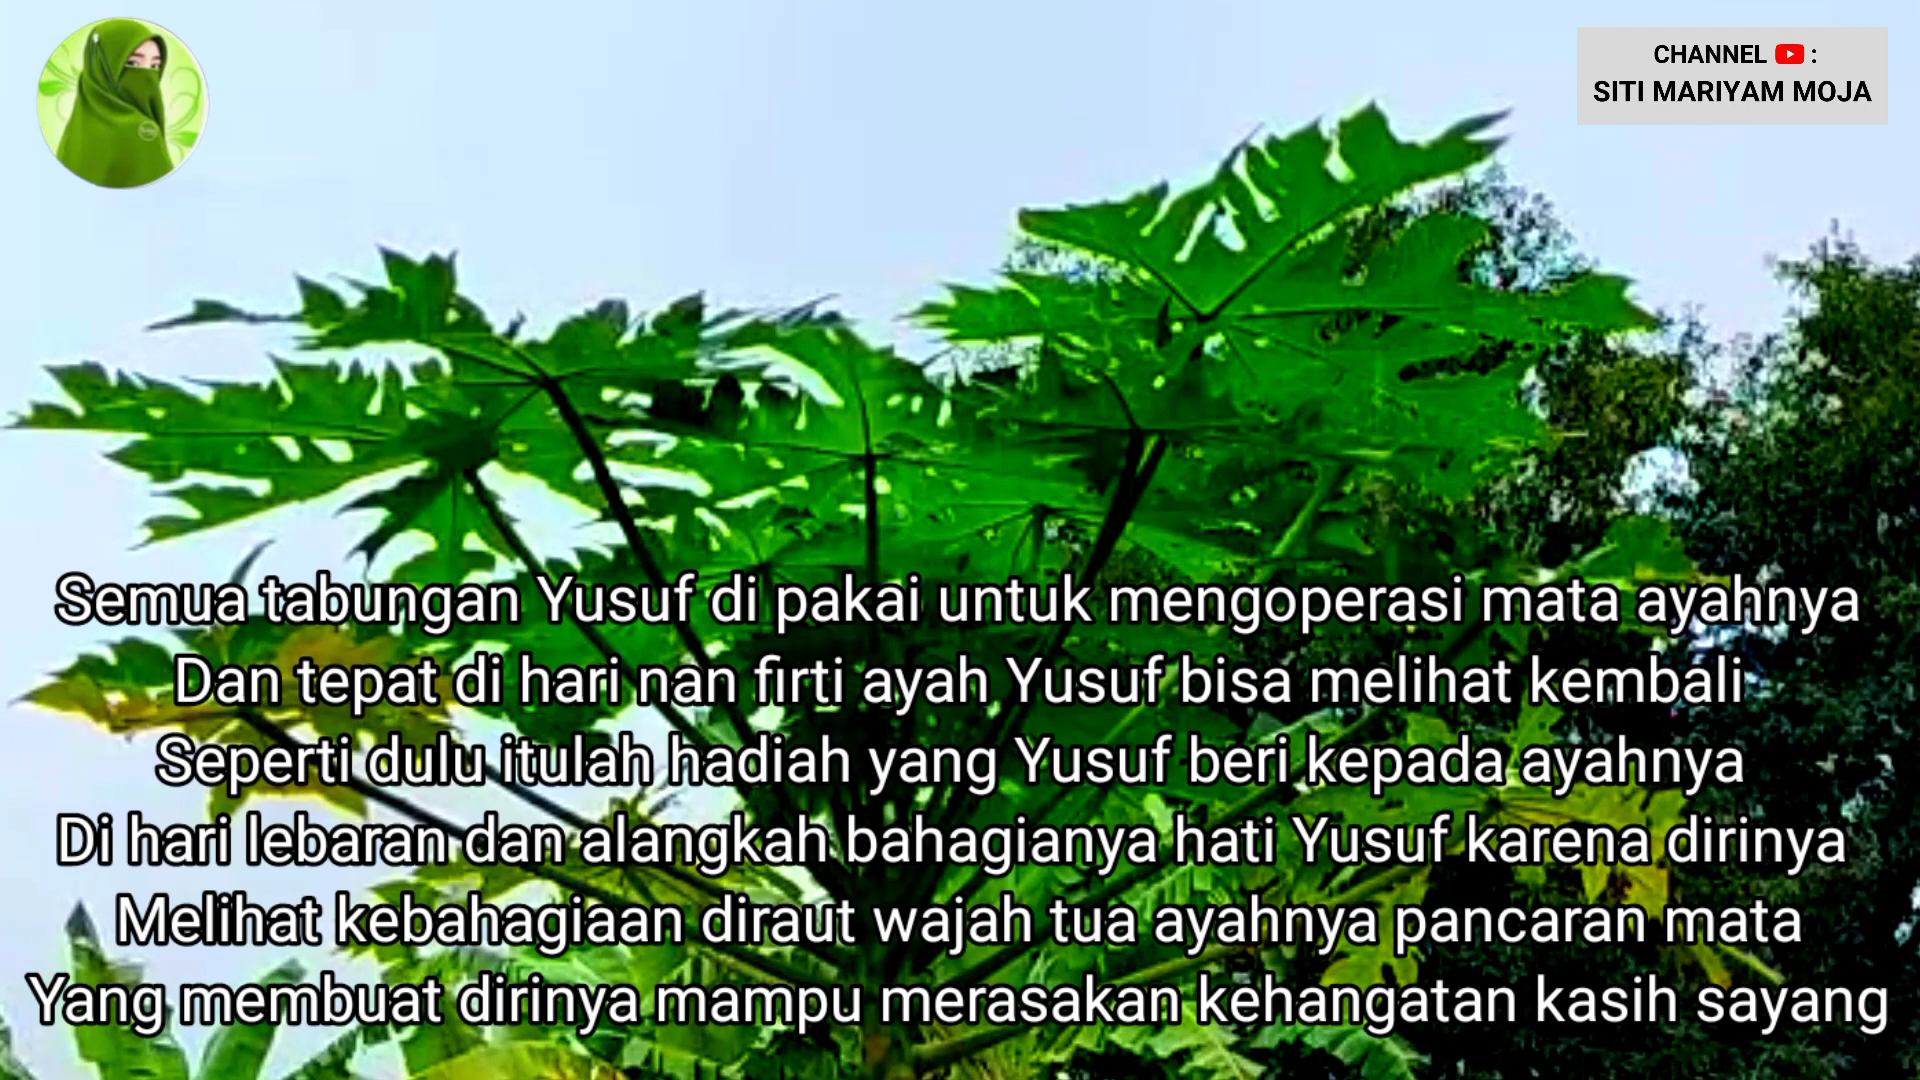 CHANNEL :
SITI MARIYAM MOJA
Semua tabungan Yusuf di pakai untuk mengoperasi mata ayahnya
Dan tepat di hari nan firti ayah Yusuf bisa melihat kembali
Seperti dulu itulah hadiah yang Yusuf beri kepada ayahnya
Di hari lebaran dan alangkah bahagianya hati Yusuf karena dirinya
Melihat kebahagiaan diraut wajah tua ayahnya pancaran mata
Yang membuat dirinya mampu merasakan kehangatan kasih sayang